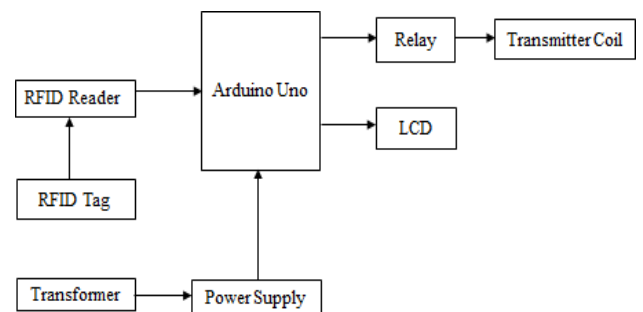 Relay
Transmitter Coil
RFID Reader
Arduino Uno
LCD
RFID Tag
Transformer
Power Supply